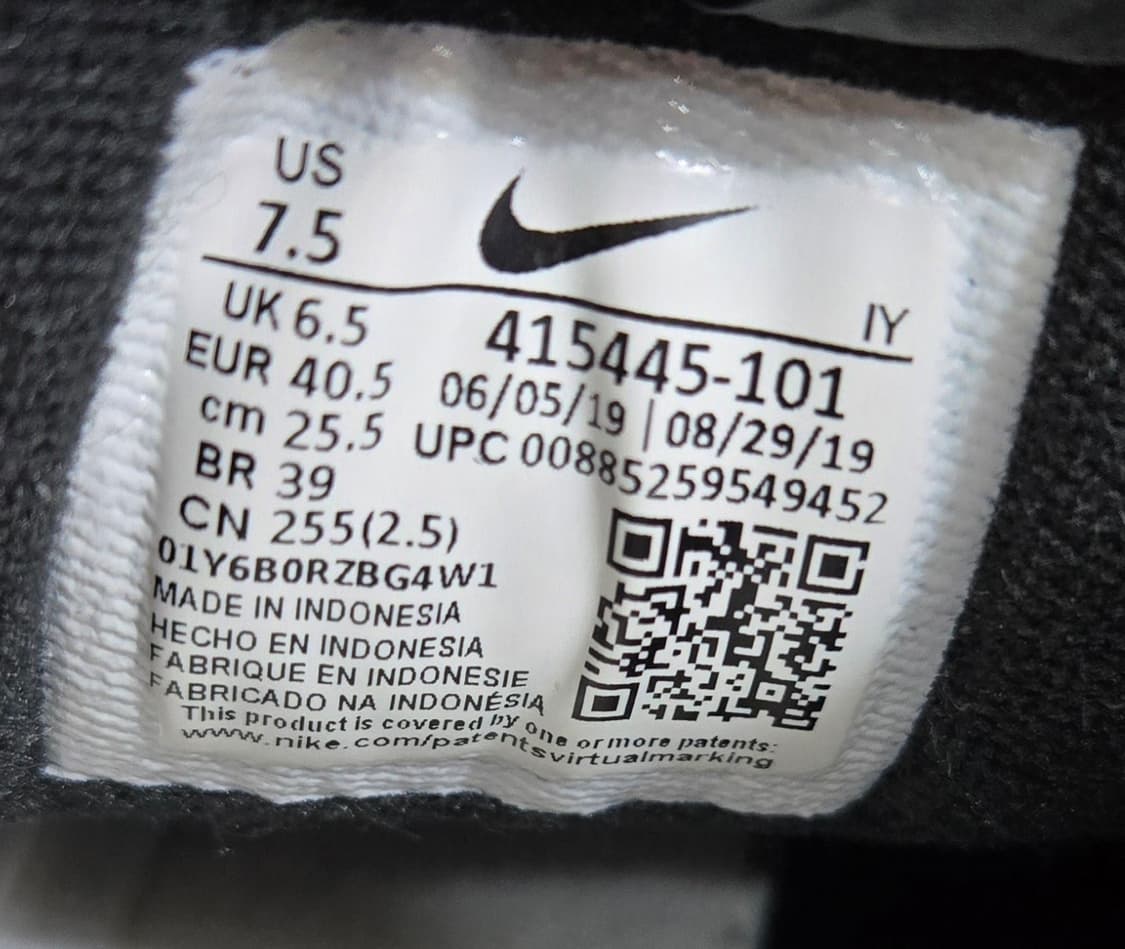 US
7.5
IY
UK 6.5
415445-101
EUR 40.5
06/05/19 | 08/29/19
cm 25.5
UPC 00885259549452
BR 39
CN 255(2.5)
01Y6B0RZBG4W1
MADE IN INDONESIA
HECHO EN INDONESIA
FABRIQUE EN INDONESIE
FABRICADO NA INDONÉSIA
This product is covered by one or more patents:
www.nike.com/patentsvirtualmarking